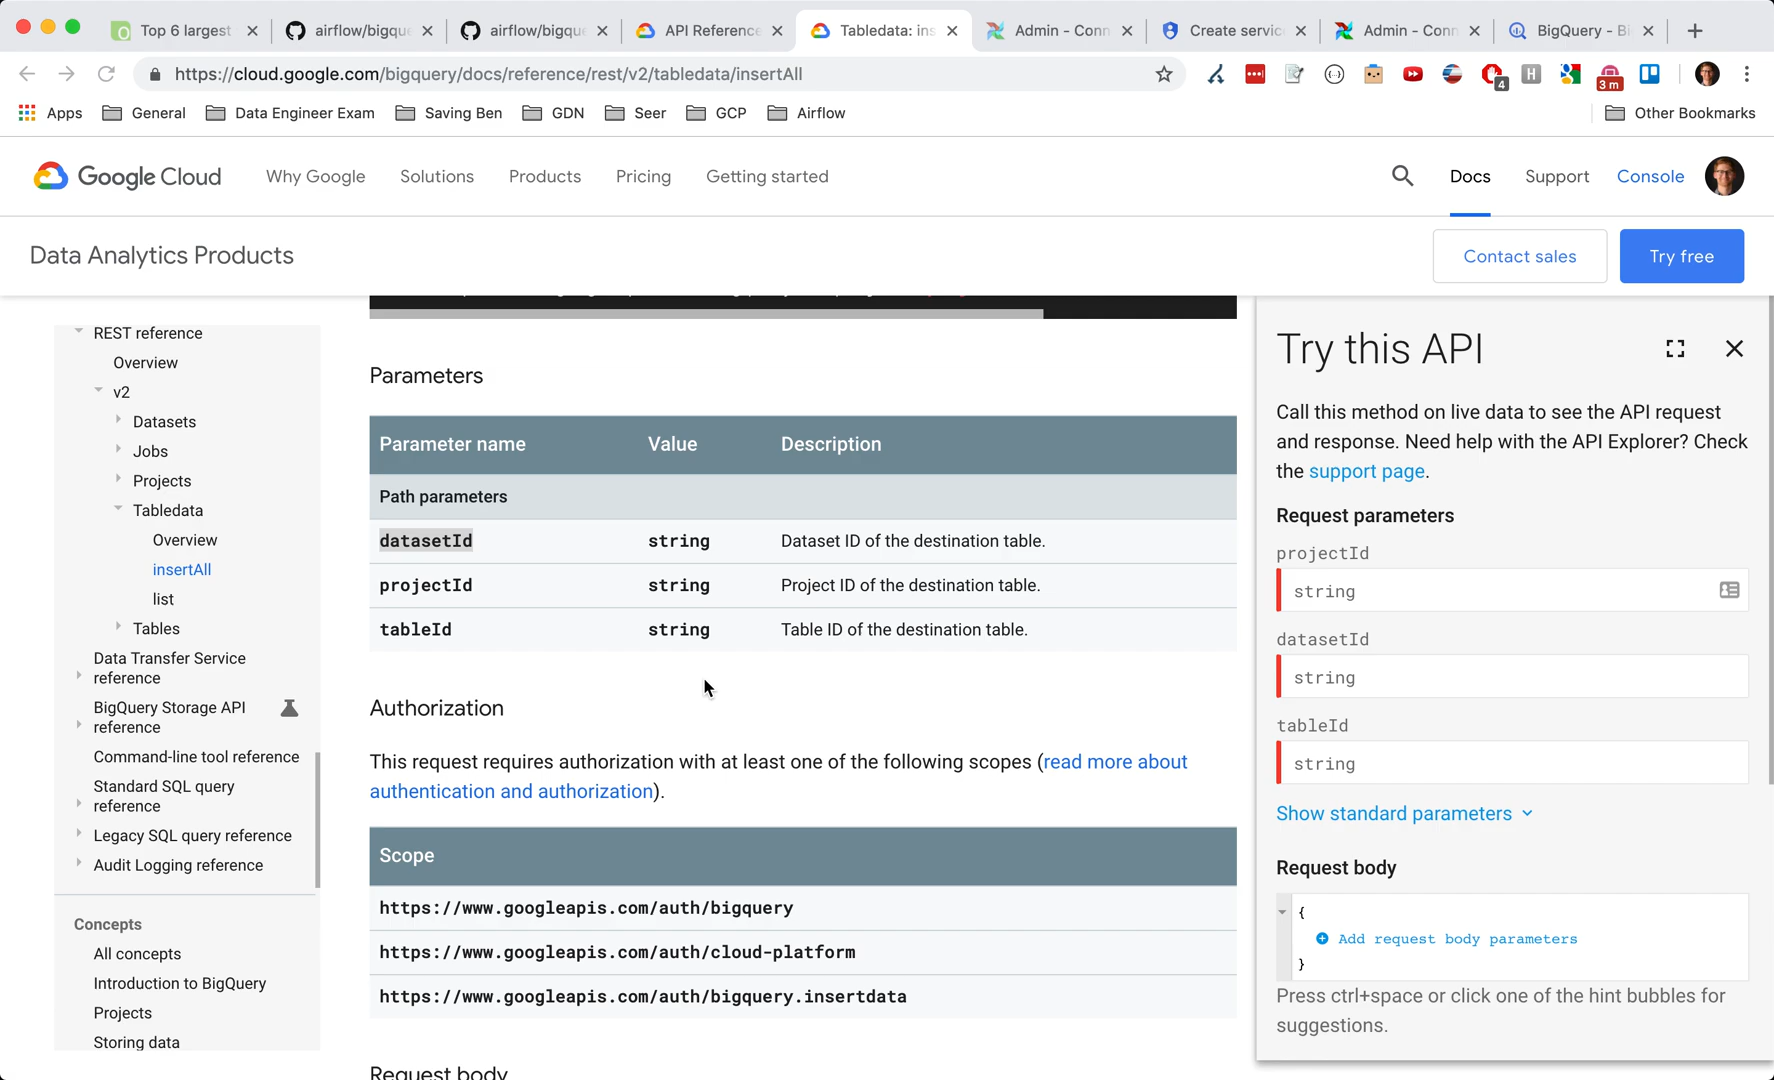 Top 6 largest
airflow/bigqu
airflow/bigqu
API Reference
Tabledata: ins
Admin - Conn
Create servic
Admin - Conn
BigQuery - Bi
https://cloud.google.com/bigquery/docs/reference/rest/v2/tabledata/insertAll
4
H
3 m
Apps
General
Data Engineer Exam
Saving Ben
GDN
Seer
GCP
Airflow
Other Bookmarks
Google Cloud
Why Google
Solutions
Products
Pricing
Getting started
Docs
Support
Console
Data Analytics Products
Contact sales
Try free
REST reference
Overview
v2
Datasets
Jobs
Projects
Tabledata
Overview
insertAll
list
Tables
Data Transfer Service
reference
BigQuery Storage API
reference
Command-line tool reference
Standard SQL query
reference
Legacy SQL query reference
Audit Logging reference
Concepts
All concepts
Introduction to BigQuery
Projects
Storing data
Parameters
Parameter name Value Description
Path parameters
datasetId string Dataset ID of the destination table.
projectId string Project ID of the destination table.
tableId string Table ID of the destination table.
Authorization
This request requires authorization with at least one of the following scopes (read more about
authentication and authorization).
Scope
https://www.googleapis.com/auth/bigquery
https://www.googleapis.com/auth/cloud-platform
https://www.googleapis.com/auth/bigquery.insertdata
Request body
Try this API
Call this method on live data to see the API request
and response. Need help with the API Explorer? Check
the support page.
Request parameters
projectId
string
datasetId
string
tableId
string
Show standard parameters
Request body
{
Add request body parameters
}
Press ctrl+space or click one of the hint bubbles for
suggestions.